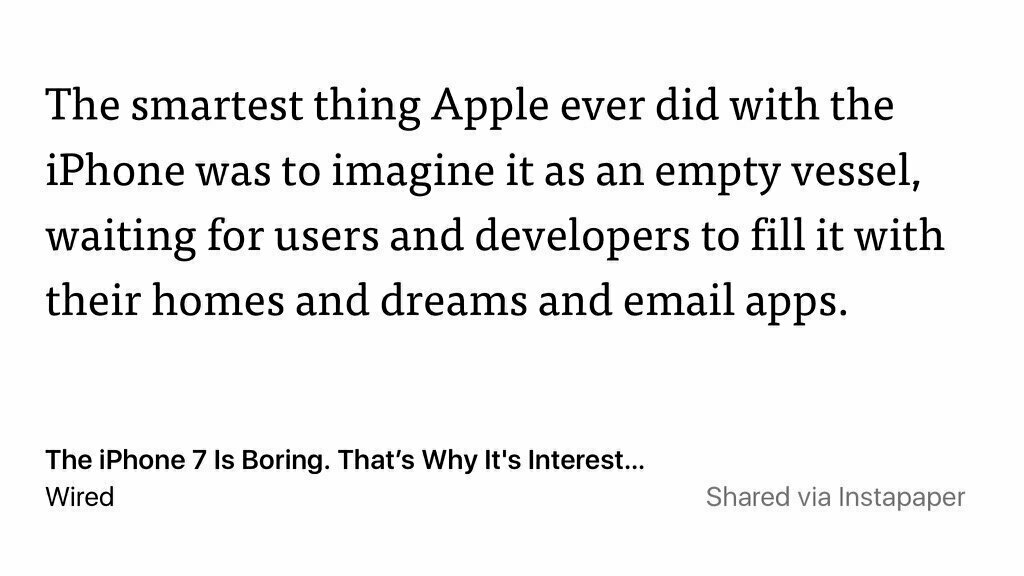 The smartest thing Apple ever did with the
iPhone was to imagine it as an empty vessel,
waiting for users and developers to fill it with
their homes and dreams and email apps.
The iPhone 7 Is Boring. That’s Why It's Interest...
Wired
Shared via Instapaper